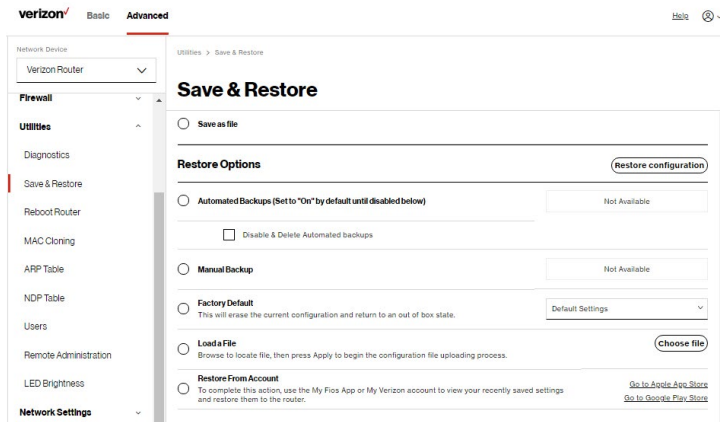 verizon
Basic
Advanced
Help
Network Device
Verizon Router
Firewall
Utilities
Diagnostics
Save & Restore
Reboot Router
MAC Cloning
ARP Table
NDP Table
Users
Remote Administration
LED Brightness
Network Settings
Utilities > Save & Restore
Save & Restore
Save as file
Restore Options
Restore configuration
Automated Backups (Set to "On" by default until disabled below)
Not Available
Disable & Delete Automated backups
Manual Backup
Not Available
Factory Default
This will erase the current configuration and return to an out of box state.
Default Settings
Load a File
Browse to locate file, then press Apply to begin the configuration file uploading process.
Choose file
Restore From Account
To complete this action, use the My Fios App or My Verizon account to view your recently saved settings
and restore them to the router.
Go to Apple App Store
Go to Google Play Store